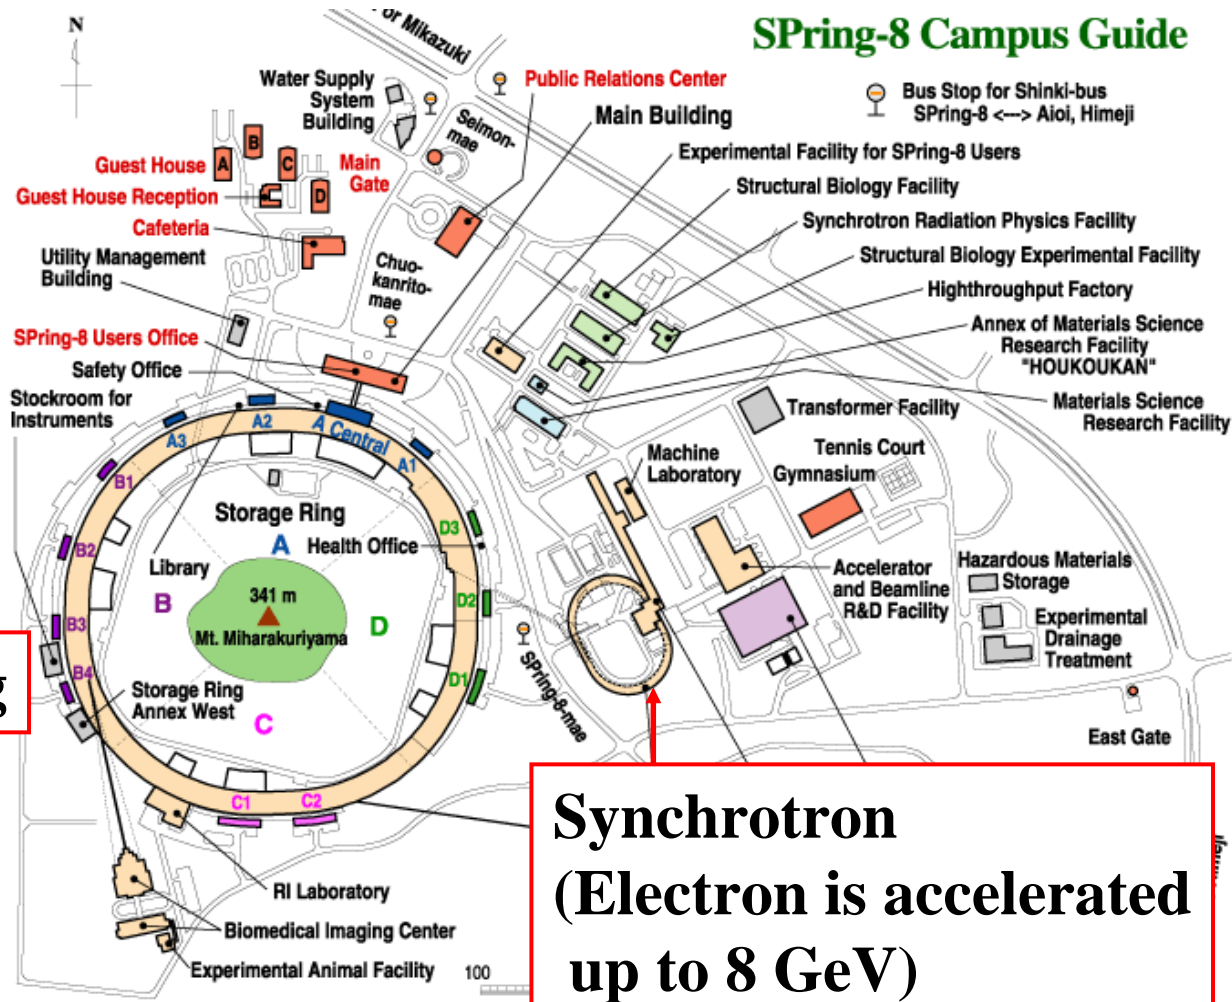 SPring-8 Campus Guide
N
For Mikazuki
Bus Stop for Shinki-bus
SPring-8 <---> Aioi, Himeji
Water Supply
System
Building
Public Relations Center
Main Building
Seimon-
mae
Experimental Facility for SPring-8 Users
Structural Biology Facility
Synchrotron Radiation Physics Facility
Structural Biology Experimental Facility
Highthroughput Factory
Annex of Materials Science
Research Facility
"HOUKOUKAN"
Materials Science
Research Facility
Guest House
A
B
C
D
Main
Gate
Guest House Reception
Cafeteria
Utility Management
Building
Chuo-
kanrito-
mae
SPring-8 Users Office
Safety Office
Stockroom for
Instruments
A3
A2
A Central
A1
B1
B2
B3
B4
D3
D2
D1
C1
C2
Storage Ring
A
Health Office
Library
B
341 m
Mt. Miharakuriyama
D
C
Storage Ring
Annex West
g
Transformer Facility
Tennis Court
Gymnasium
Machine
Laboratory
Accelerator
and Beamline
R&D Facility
Hazardous Materials
Storage
Experimental
Drainage
Treatment
East Gate
SPring-8-mae
RI Laboratory
Biomedical Imaging Center
Experimental Animal Facility
100
Synchrotron
(Electron is accelerated
up to 8 GeV)